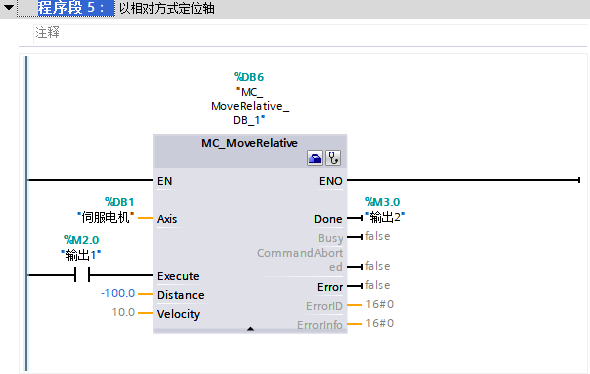 程序段 5： 以相对方式定位轴
注释
%DB6
"MC_
MoveRelative_
DB_1"
MC_MoveRelative
EN ENO
%DB1 %M3.0
"伺服电机" Axis Done "输出2"
Busy false
%M2.0 CommandAbort
"输出1" ed false
Execute Error false
-100.0 Distance ErrorID 16#0
10.0 Velocity ErrorInfo 16#0